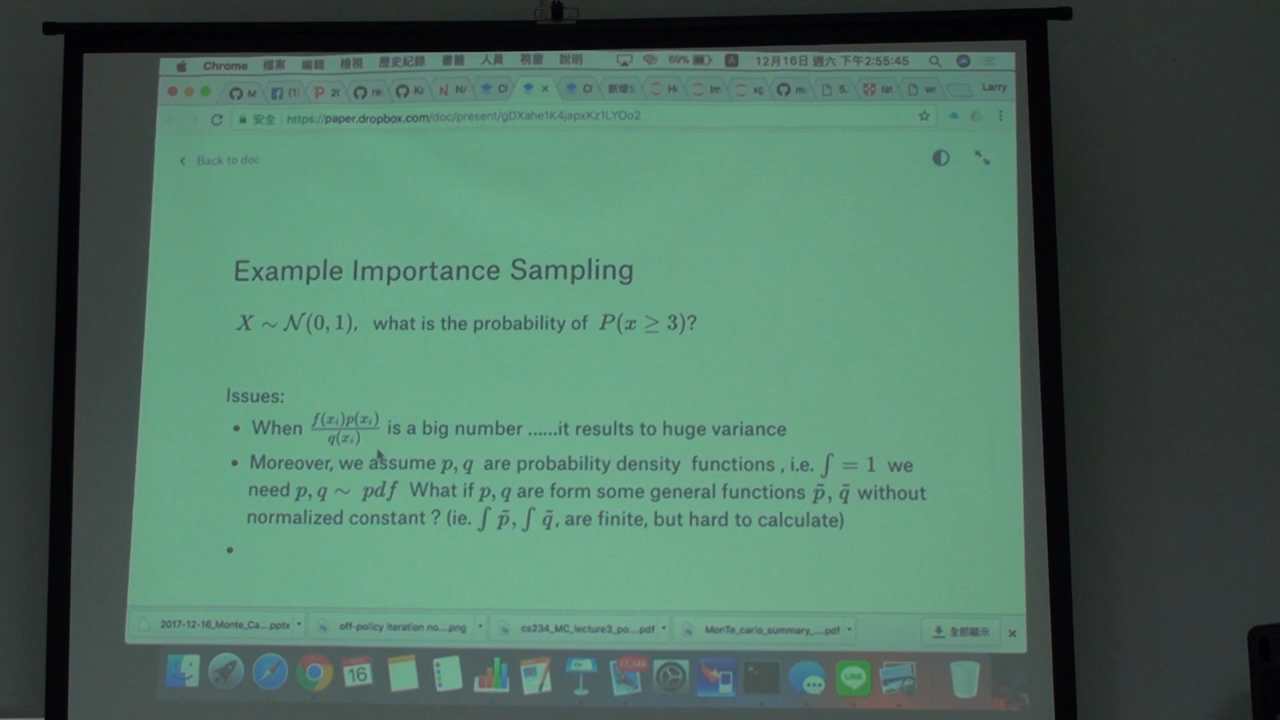 Chrome 檔案 編輯 檢視 歷史紀錄 書籤 人員 視窗 說明 69% A 12月16日 週六 下午2:55:45
Larry
安全 https://paper.dropbox.com/doc/present/gDXahe1K4japxKz1LYOo2
Back to doc
Example Importance Sampling
X ∼ N(0, 1), what is the probability of P(x ≥ 3)?
Issues:
• When f(xᵢ)p(xᵢ)/q(xᵢ) is a big number ......it results to huge variance
• Moreover, we assume p, q are probability density functions , i.e. ∫ = 1 we
need p, q ∼ pdf What if p, q are form some general functions p̃, q̃ without
normalized constant ? (ie. ∫ p̃, ∫ q̃, are finite, but hard to calculate)
•
2017-12-16_Monte_Ca....pptx off-policy iteration no....png cs234_MC_lecture3_po....pdf MonTe_carlo_summary_....pdf 全部顯示
16 LINE